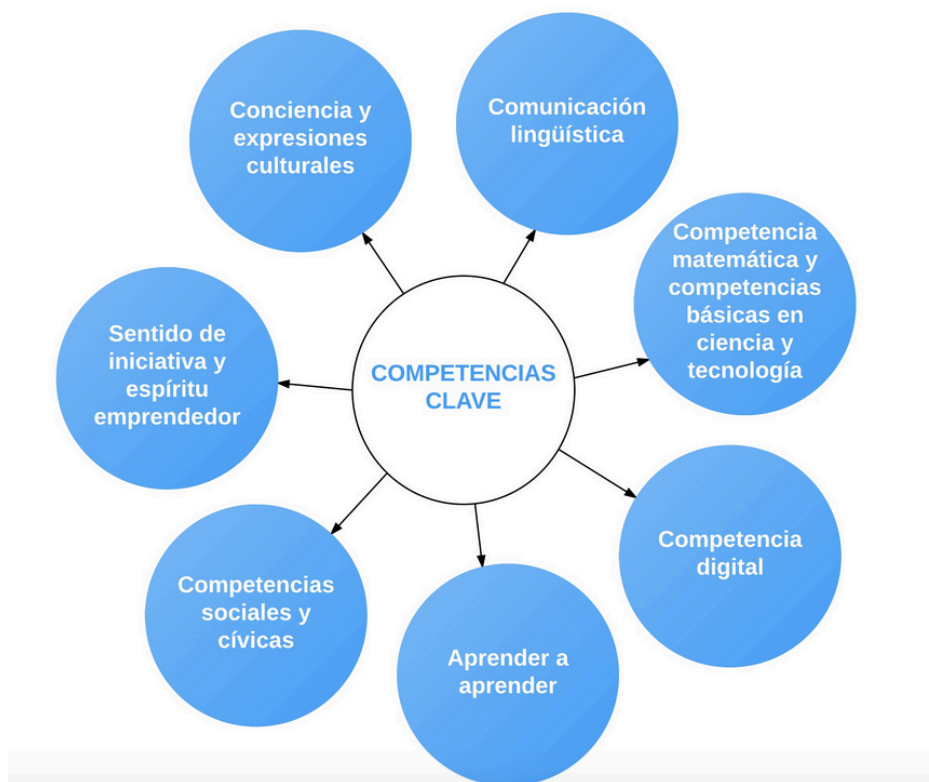 COMPETENCIAS
CLAVE
Comunicación
lingüística
Competencia
matemática y
competencias
básicas en
ciencia y
tecnología
Competencia
digital
Aprender a
aprender
Competencias
sociales y
cívicas
Sentido de
iniciativa y
espíritu
emprendedor
Conciencia y
expresiones
culturales